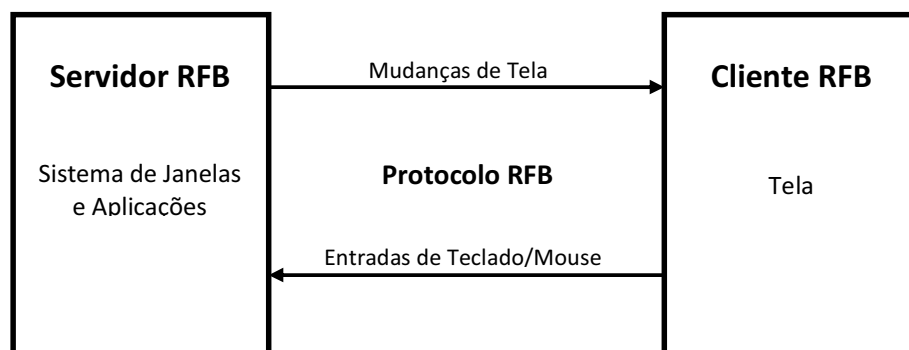 Servidor RFB
Mudanças de Tela
Cliente RFB
Sistema de Janelas
e Aplicações
Protocolo RFB
Tela
Entradas de Teclado/Mouse